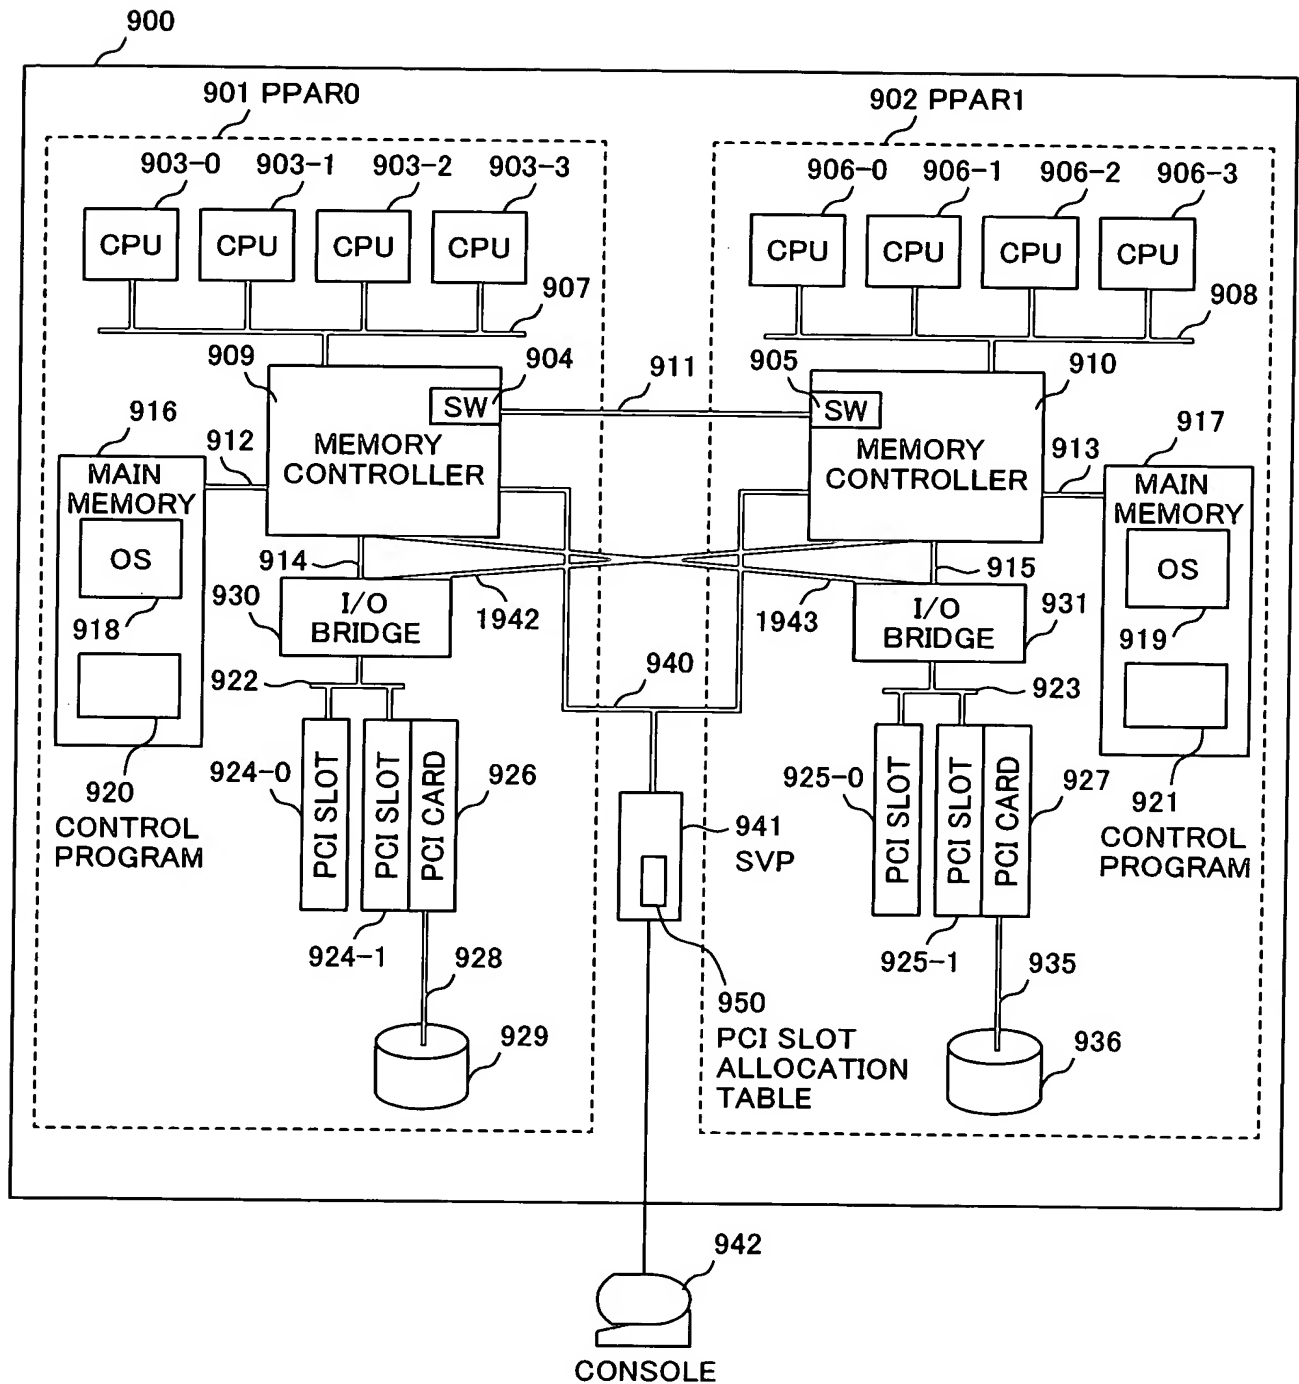 900
901 PPAR0
902 PPAR1
903-0
903-1
903-2
903-3
906-0
906-1
906-2
906-3
CPU
CPU
CPU
CPU
CPU
CPU
CPU
CPU
907
908
909
904
911
905
910
SW
SW
916
912
MEMORY
CONTROLLER
MEMORY
CONTROLLER
913
917
MAIN
MEMORY
MAIN
MEMORY
OS
OS
914
915
930
I/O
BRIDGE
1942
1943
I/O
BRIDGE
931
918
919
922
940
923
924-0
PCI SLOT
PCI SLOT
PCI CARD
926
925-0
PCI SLOT
PCI SLOT
PCI CARD
927
920
CONTROL
PROGRAM
921
CONTROL
PROGRAM
941
SVP
924-1
925-1
928
935
950
PCI SLOT
ALLOCATION
TABLE
929
936
942
CONSOLE